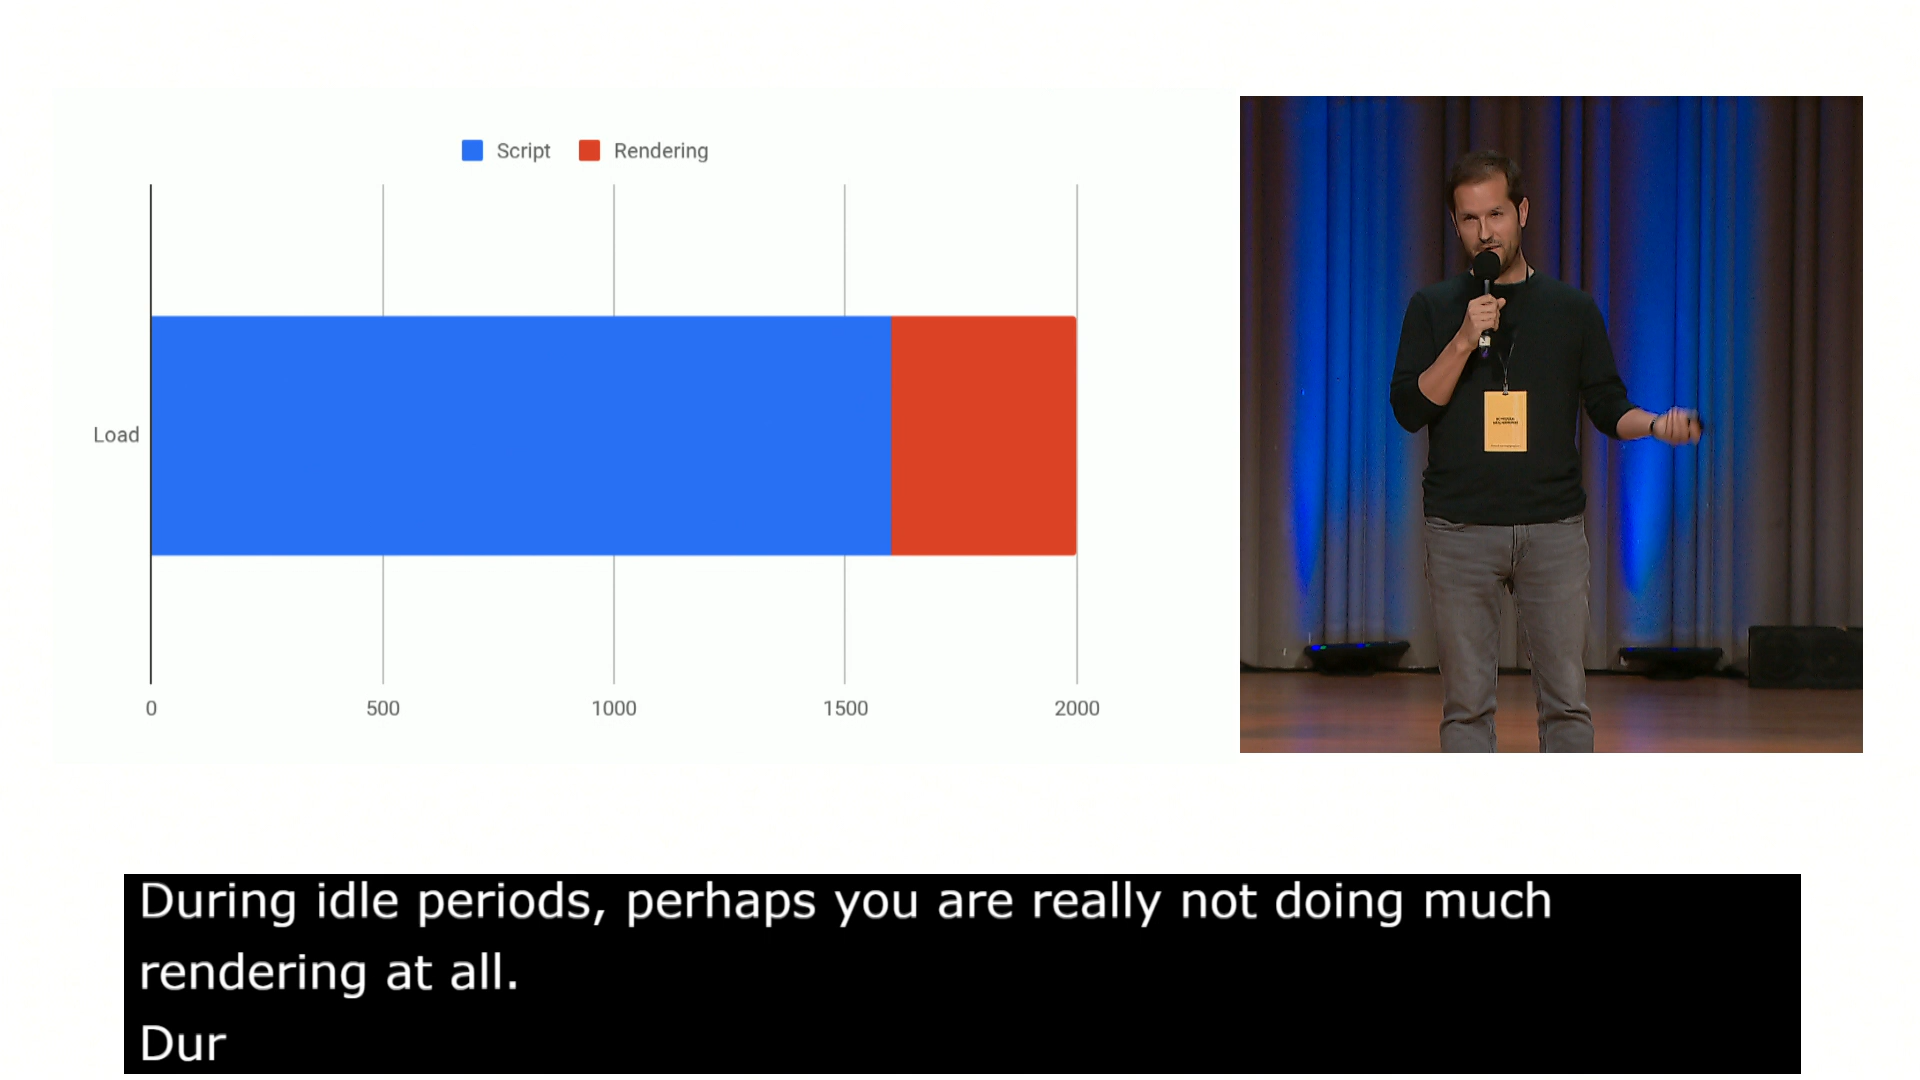 Script Rendering
Load
0 500 1000 1500 2000
During idle periods, perhaps you are really not doing much
rendering at all.
Dur